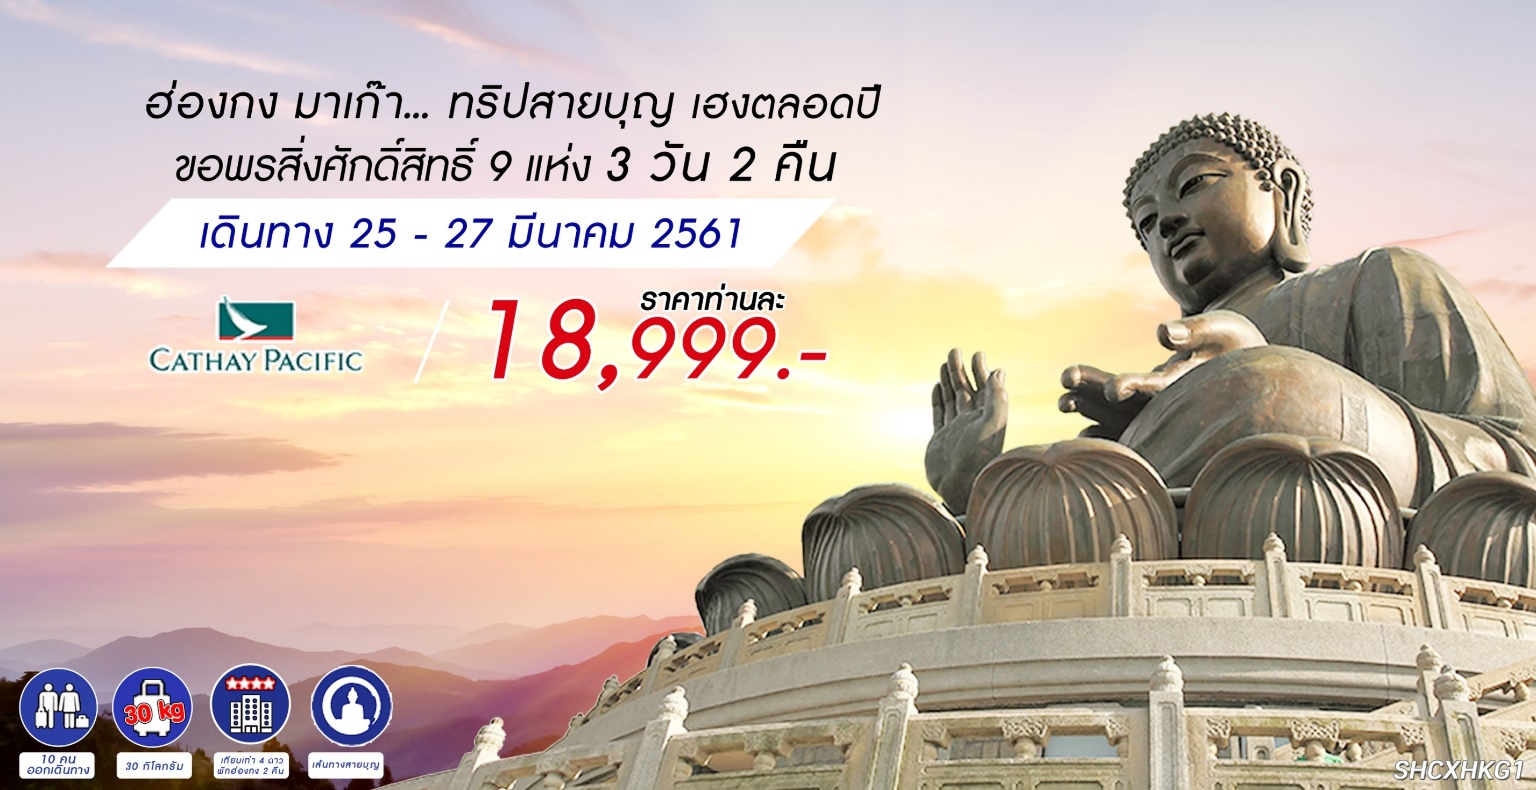 ฮ่องกง มาเก๊า... ทริปสายบุญ เฮงตลอดปี
ขอพรสิ่งศักดิ์สิทธิ์ 9 แห่ง 3 วัน 2 คืน
เดินทาง 25 - 27 มีนาคม 2561
CATHAY PACIFIC
ราคาท่านละ
18,999.-
30 kg
10 คน
ออกเดินทาง
30 กิโลกรัม
เทียบเท่า 4 ดาว
พักฮ่องกง 2 คืน
เส้นทางสายบุญ
SHCXHKG1